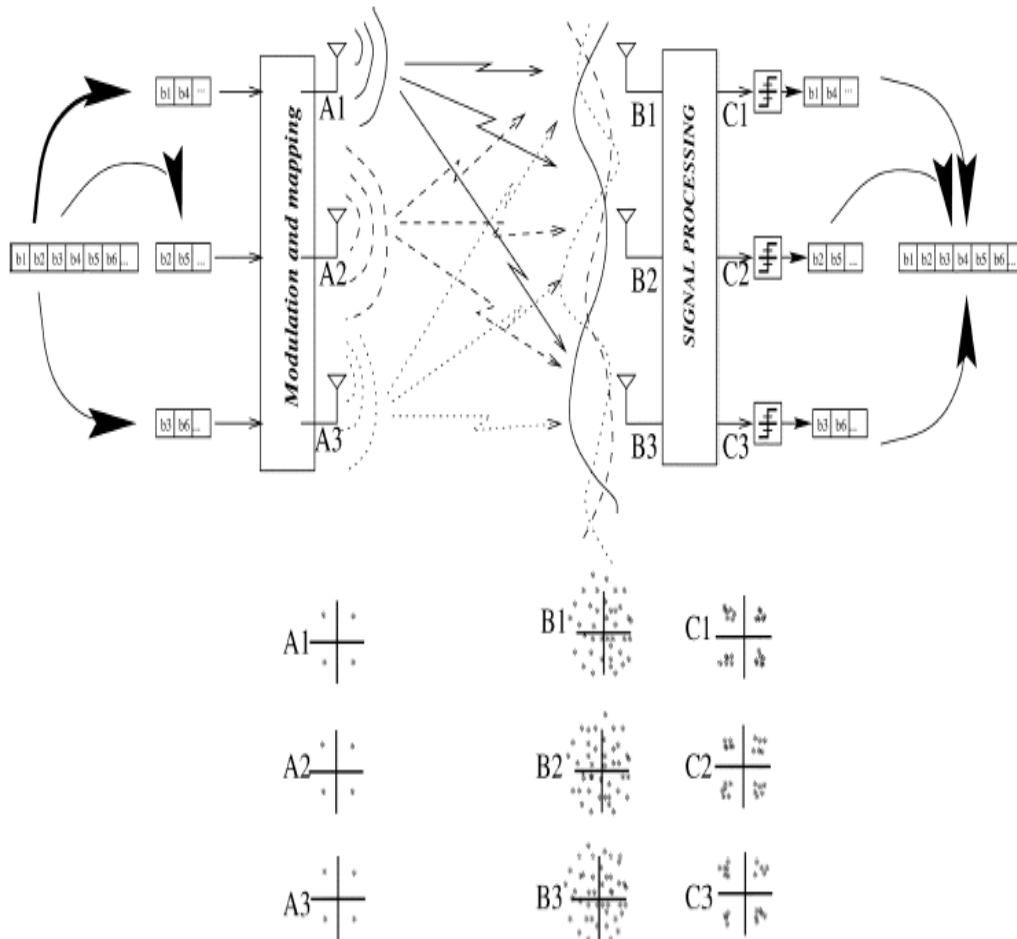 b1 b4 ...
A1
B1
C1
b1 b4 ...
Modulation and mapping
SIGNAL PROCESSING
b1 b2 b3 b4 b5 b6 ...
b2 b5 ...
A2
B2
C2
b2 b5 ...
b1 b2 b3 b4 b5 b6 ...
b3 b6 ...
A3
B3
C3
b3 b6 ...
A1
B1
C1
A2
B2
C2
A3
B3
C3